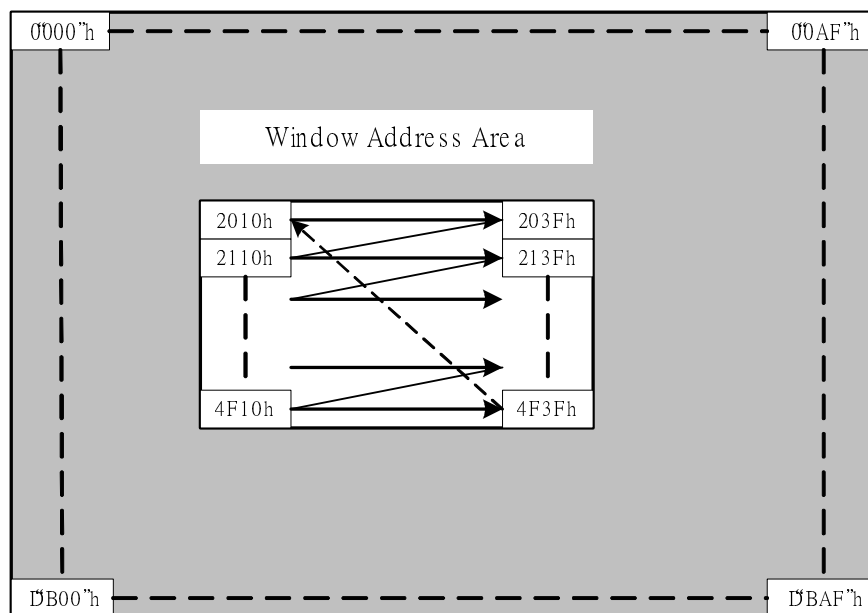 "0000"h
"00AF"h
Window Address Area
2010h
203Fh
2110h
213Fh
4F10h
4F3Fh
"DB00"h
"DBAF"h